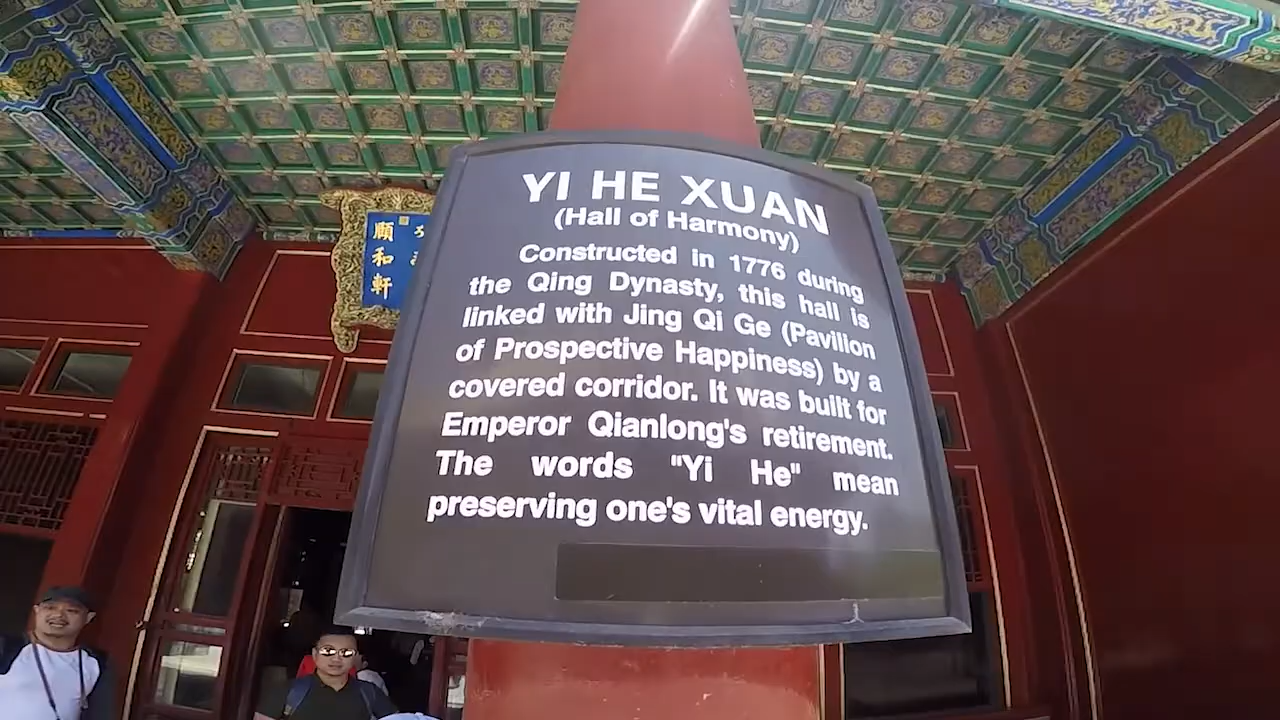 YI HE XUAN
(Hall of Harmony)
Constructed in 1776 during
the Qing Dynasty, this hall is
linked with Jing Qi Ge (Pavilion
of Prospective Happiness) by a
covered corridor. It was built for
Emperor Qianlong's retirement.
The words "Yi He" mean
preserving one's vital energy.
頤和軒